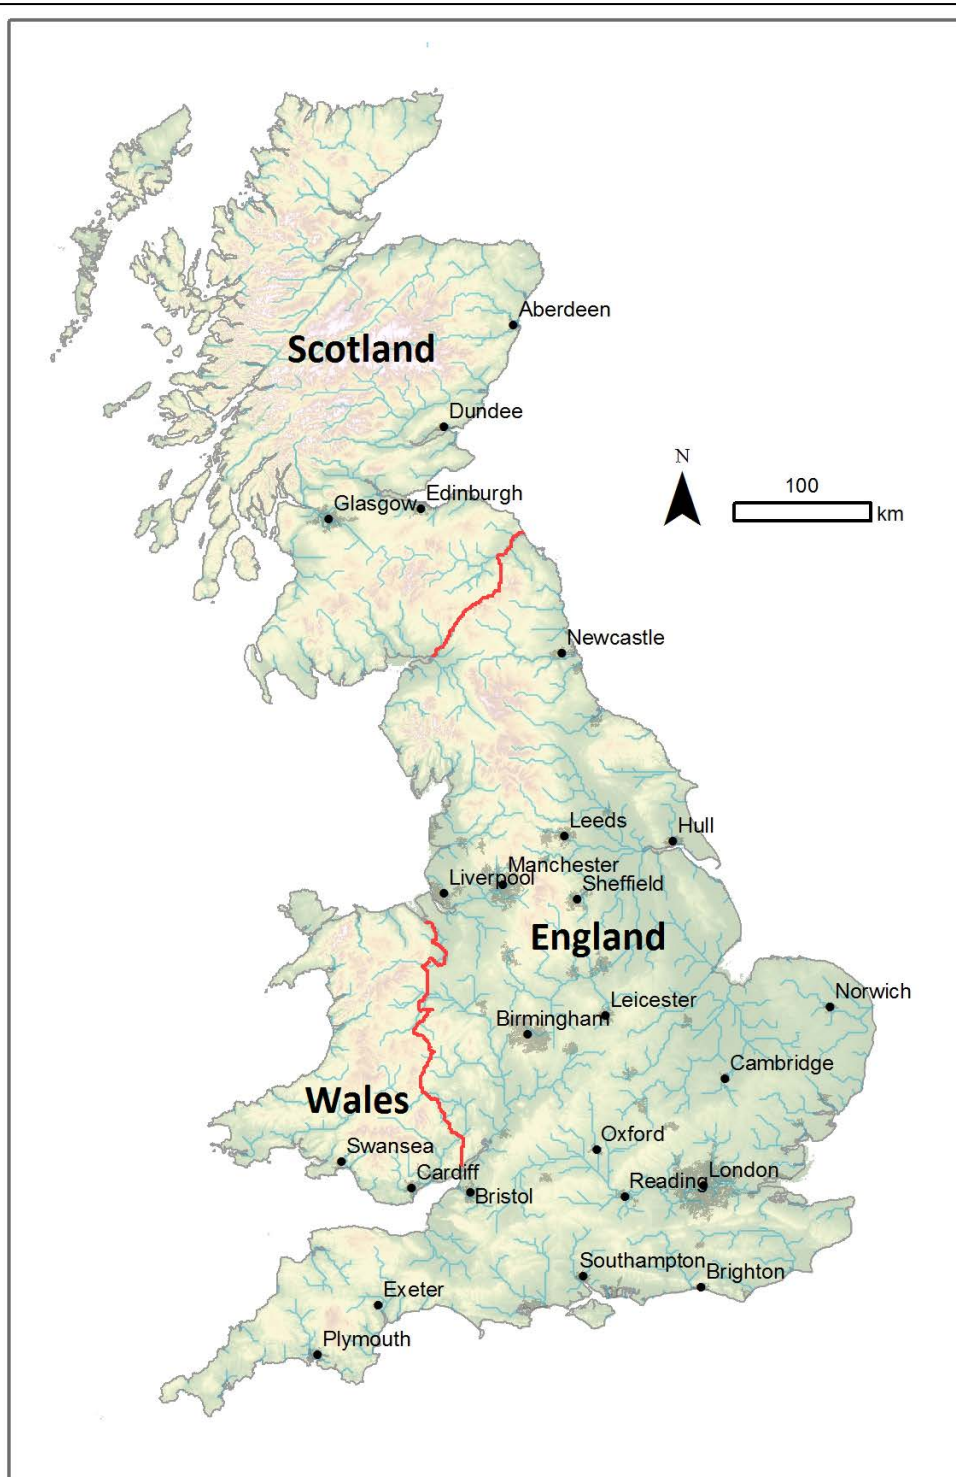 Aberdeen
Scotland
Dundee
N
100
km
Edinburgh
Glasgow
Newcastle
Leeds
Hull
Manchester
Liverpool
Sheffield
England
Norwich
Leicester
Birmingham
Cambridge
Wales
Oxford
Swansea
London
Cardiff
Reading
Bristol
Southampton
Brighton
Exeter
Plymouth